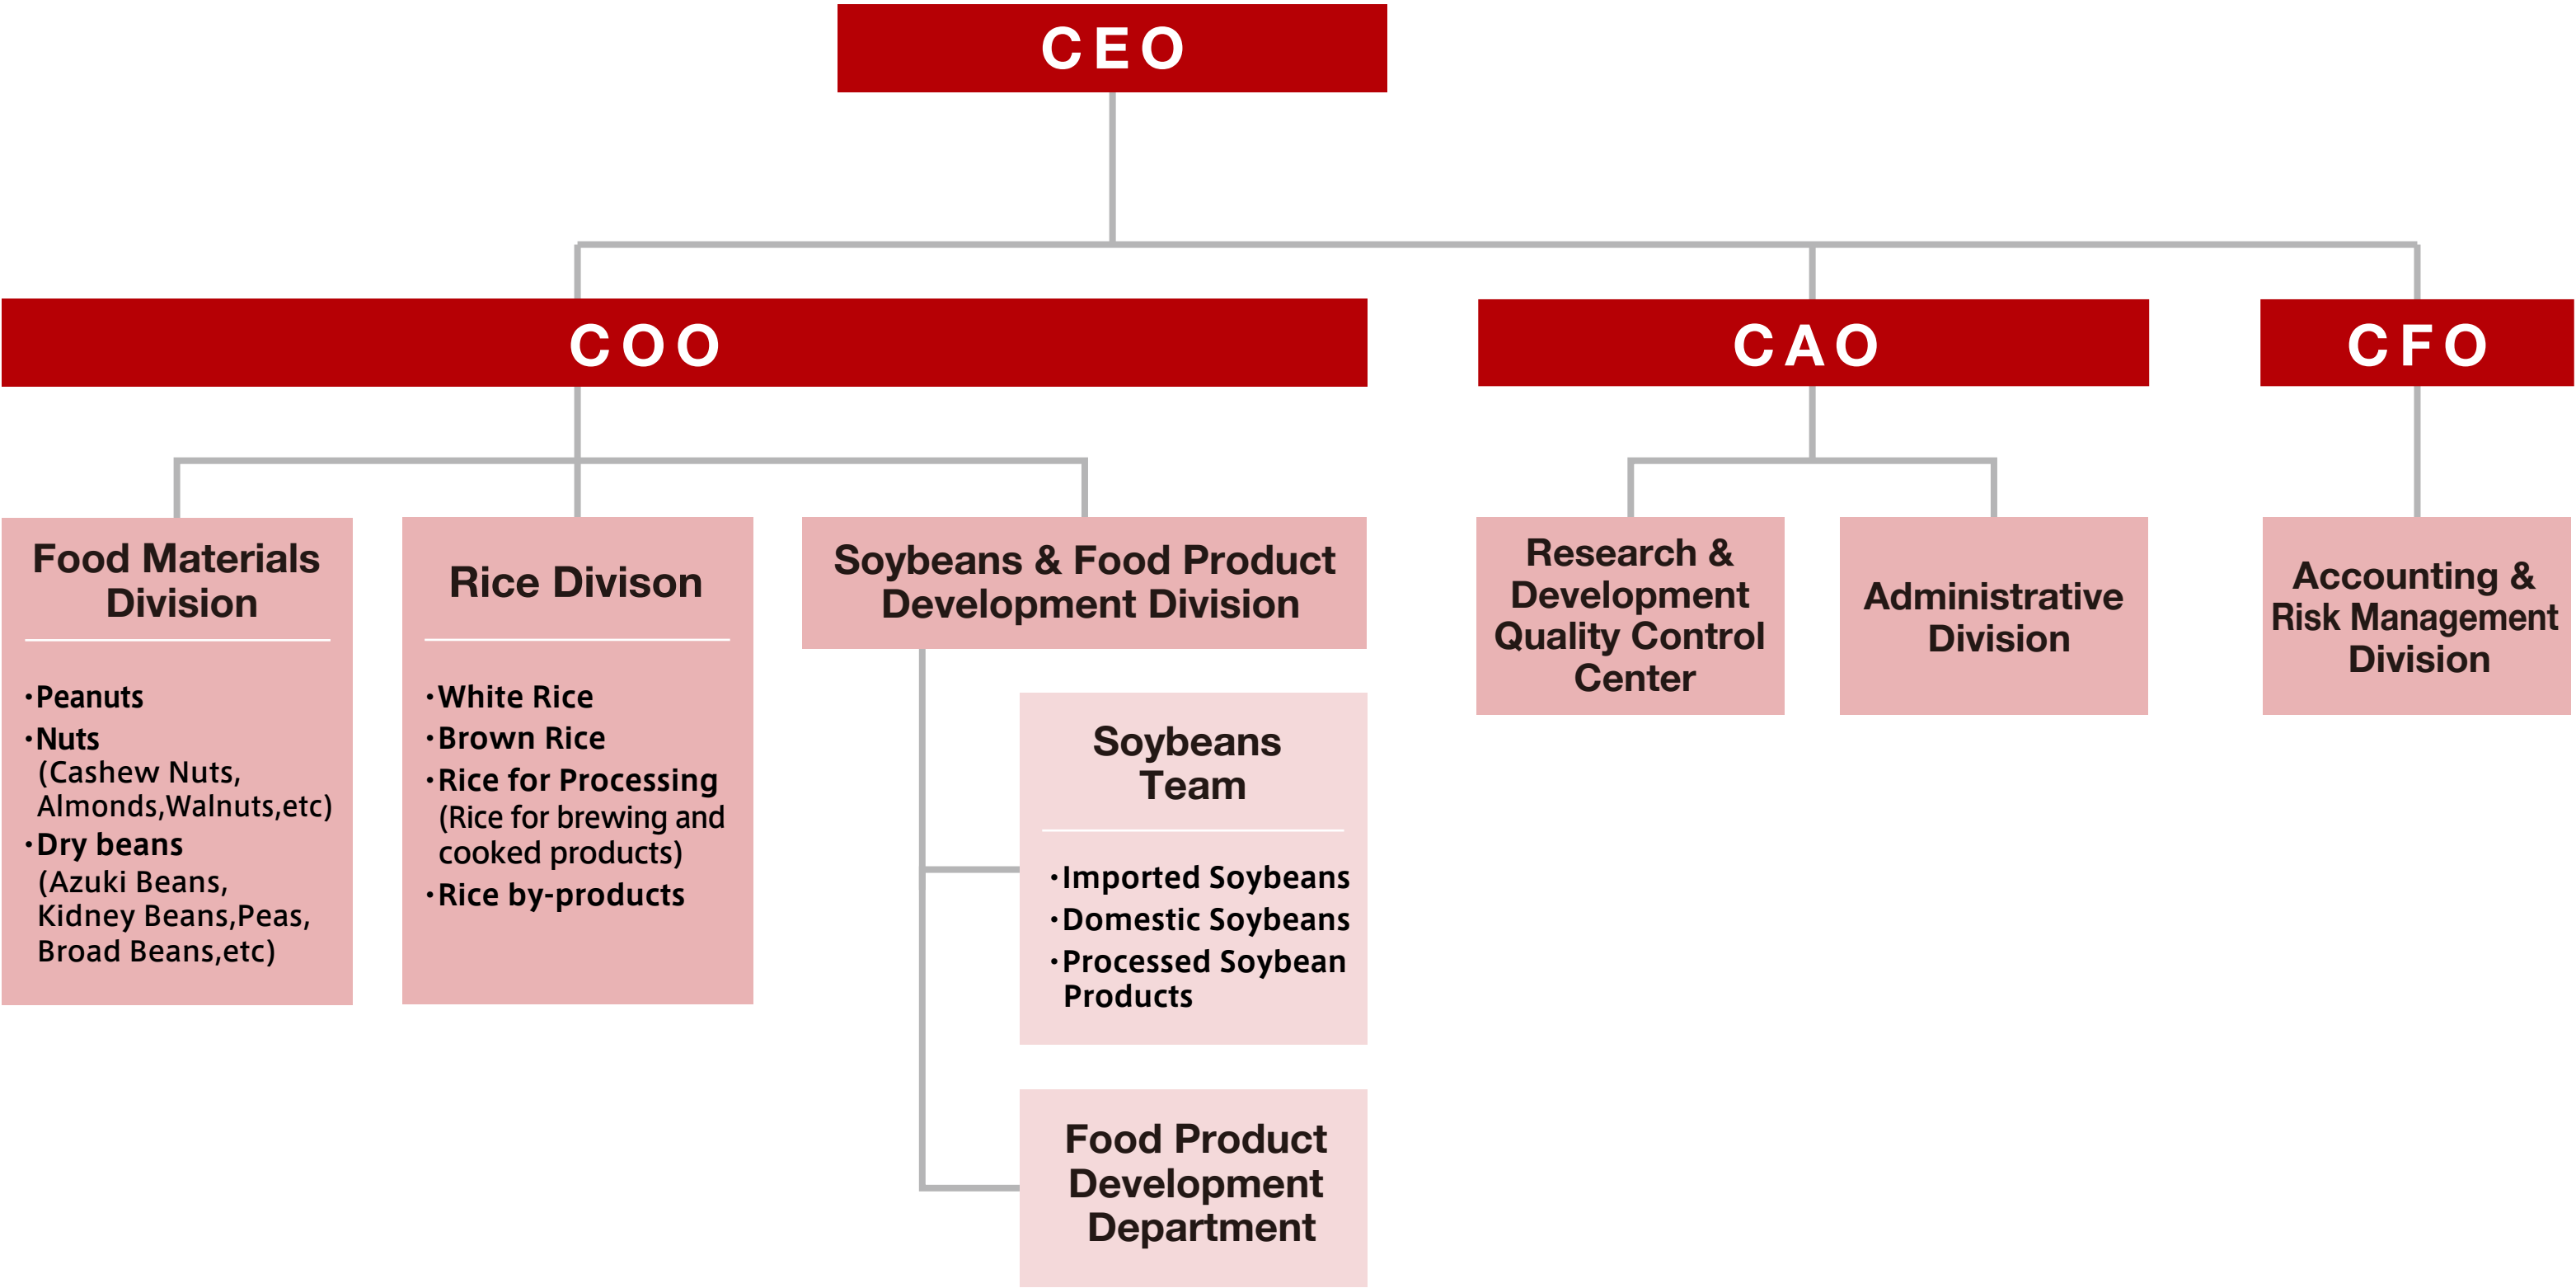 CEO
COO
CAO
CFO
Food Materials
Division
・Peanuts
・Nuts
(Cashew Nuts,
Almonds,Walnuts,etc)
・Dry beans
(Azuki Beans,
Kidney Beans,Peas,
Broad Beans,etc)
Rice Divison
・White Rice
・Brown Rice
・Rice for Processing
(Rice for brewing and
cooked products)
・Rice by-products
Soybeans & Food Product
Development Division
Soybeans
Team
・Imported Soybeans
・Domestic Soybeans
・Processed Soybean
Products
Food Product
Development
Department
Research &
Development
Quality Control
Center
Administrative
Division
Accounting &
Risk Management
Division